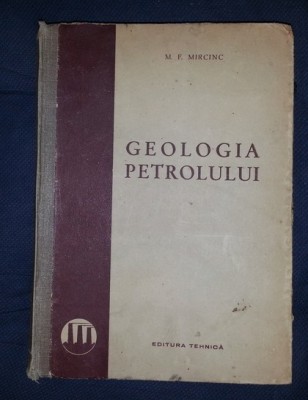 M. F. MIRCINC
GEOLOGIA
PETROLULUI
EDITURA TEHNICĂ